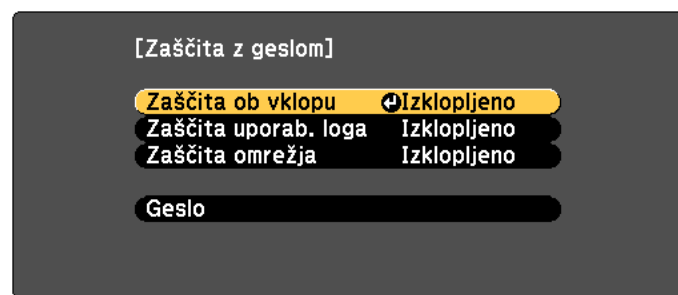 [Zaščita z geslom]
Zaščita ob vklopu Izklopljeno
Zaščita uporab. loga Izklopljeno
Zaščita omrežja Izklopljeno
Geslo